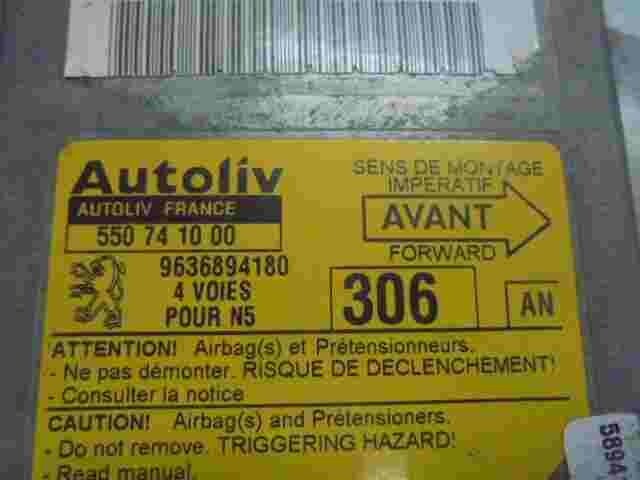 Autoliv
AUTOLIV FRANCE
550 74 10 00
SENS DE MONTAGE
IMPERATIF
AVANT
FORWARD
9636894180
4 VOIES
POUR N5
306
AN
ATTENTION! Airbag(s) et Prétensionneurs.
- Ne pas démonter. RISQUE DE DECLENCHEMENT!
- Consulter la notice
CAUTION! Airbag(s) and Prétensioners.
- Do not remove. TRIGGERING HAZARD!
- Read manual.
5894